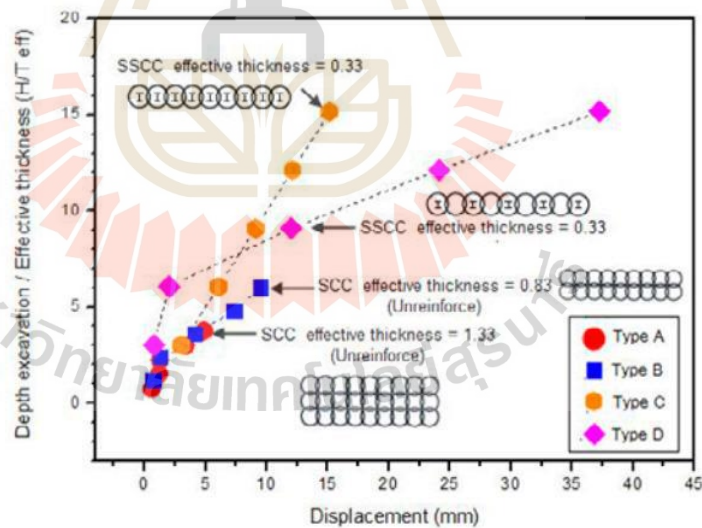 20
15
10
5
0
Depth excavation / Effective thickness (H/T eff)
SSCC effective thickness = 0.33
SSCC effective thickness = 0.33
SCC effective thickness = 0.83
(Unreinforce)
SCC effective thickness = 1.33
(Unreinforce)
Type A
Type B
Type C
Type D
0 5 10 15 20 25 30 35 40 45
Displacement (mm)